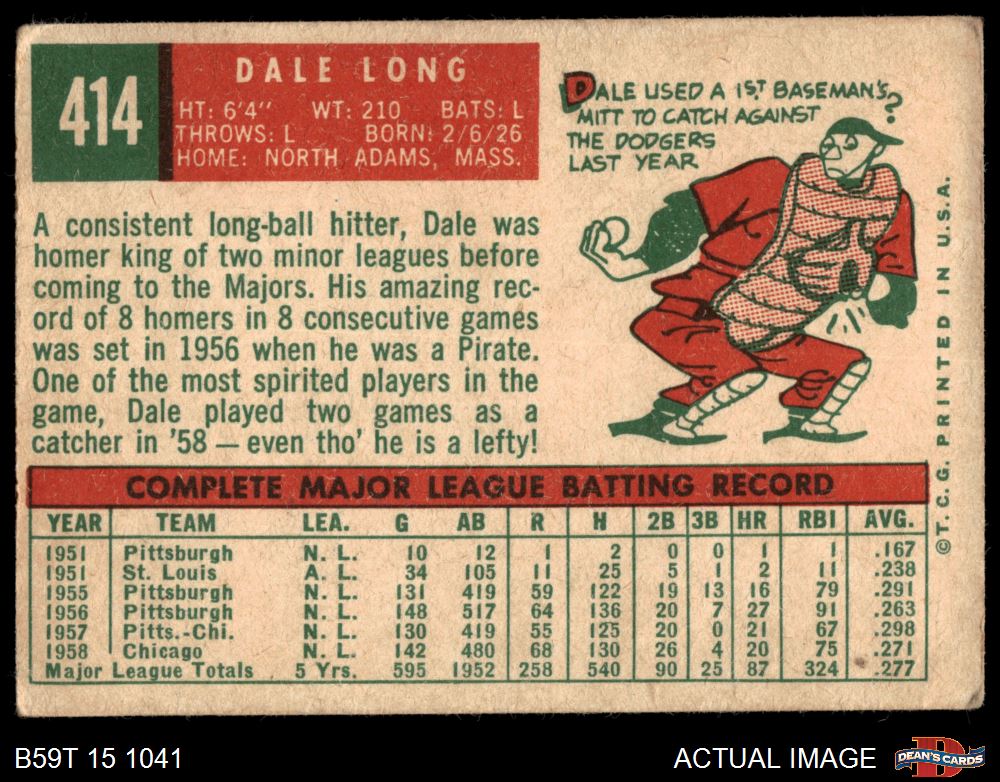 414
DALE LONG
HT: 6'4" WT: 210 BATS: L
THROWS: L BORN: 2/6/26
HOME: NORTH ADAMS, MASS.
DALE USED A 1ST BASEMAN'S
MITT TO CATCH AGAINST
THE DODGERS
LAST YEAR
?
A consistent long-ball hitter, Dale was
homer king of two minor leagues before
coming to the Majors. His amazing rec-
ord of 8 homers in 8 consecutive games
was set in 1956 when he was a Pirate.
One of the most spirited players in the
game, Dale played two games as a
catcher in '58 — even tho' he is a lefty!
©T. C. G. PRINTED IN U.S.A.
COMPLETE MAJOR LEAGUE BATTING RECORD
YEAR TEAM LEA. G AB R H 2B 3B HR RBI AVG.
1951 Pittsburgh N. L. 10 12 1 2 0 0 1 1 .167
1951 St. Louis A. L. 34 105 11 25 5 1 2 11 .238
1955 Pittsburgh N. L. 131 419 59 122 19 13 16 79 .291
1956 Pittsburgh N. L. 148 517 64 136 20 7 27 91 .263
1957 Pitts.-Chi. N. L. 130 419 55 125 20 0 21 67 .298
1958 Chicago N. L. 142 480 68 130 26 4 20 75 .271
Major League Totals 5 Yrs. 595 1952 258 540 90 25 87 324 .277
B59T 15 1041
ACTUAL IMAGE
D
DEAN'S CARDS